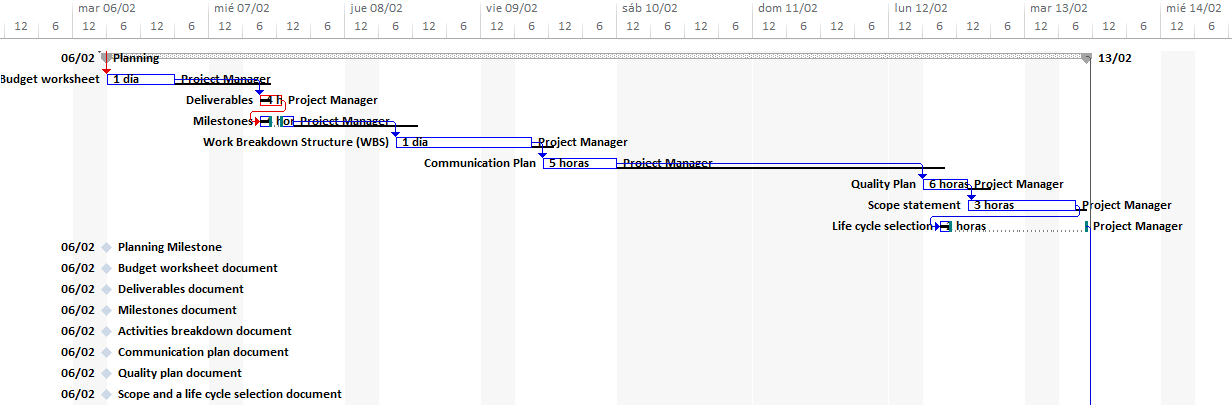 mar 06/02 mié 07/02 jue 08/02 vie 09/02 sáb 10/02 dom 11/02 lun 12/02 mar 13/02 mié 14/02
12 6 12 6 12 6 12 6 12 6 12 6 12 6 12 6 12 6 12 6 12 6 12 6 12 6 12 6 12 6 12 6 12 6 12 6
06/02 Planning 13/02
Budget worksheet 1 dia Project Manager
Deliverables 4 h Project Manager
Milestones hor Project Manager
Work Breakdown Structure (WBS) 1 dia Project Manager
Communication Plan 5 horas Project Manager
Quality Plan 6 horas Project Manager
Scope statement 3 horas Project Manager
Life cycle selection horas Project Manager
06/02 Planning Milestone
06/02 Budget worksheet document
06/02 Deliverables document
06/02 Milestones document
06/02 Activities breakdown document
06/02 Communication plan document
06/02 Quality plan document
06/02 Scope and a life cycle selection document